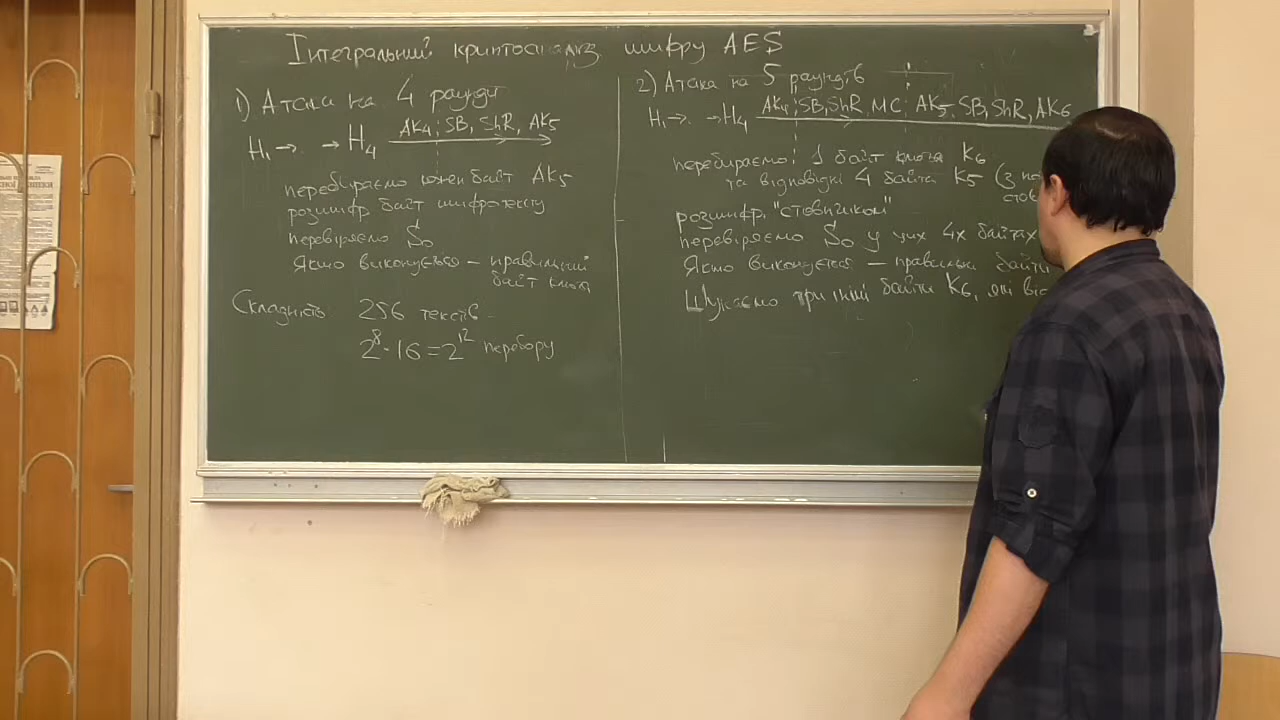 Інтегральний криптоаналіз шифру AES
1) Атака на 4 раунди
H₁ → . → H₄ AK₄; SB, ShR, AK₅
перебираємо кожен байт AK₅
розшифр байт шифротексту
перевіряємо S₀
Якщо виконується – правильний
байт ключа
Складність 256 текстів
2⁸ · 16 = 2¹² перебору
2) Атака на 5 раундів
H₁ → . → H₄ AK₄; SB, ShR, MC; AK₅, SB, ShR, AK₆
перебираємо: 1 байт ключа K₆
та відповідні 4 байта K₅ (з
розшифр. "стовпчиком"
перевіряємо S₀ у цих 4х байтах
Якщо виконується – правильні байти
Шукаємо три інші байти K₆, які